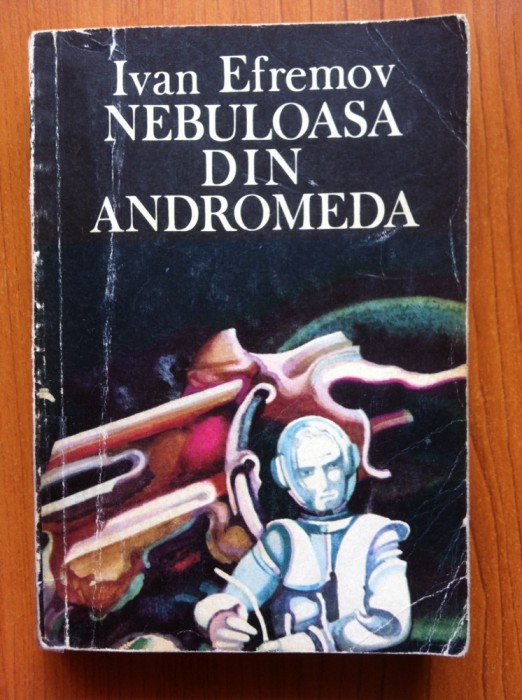 Ivan Efremov
NEBULOASA
DIN
ANDROMEDA